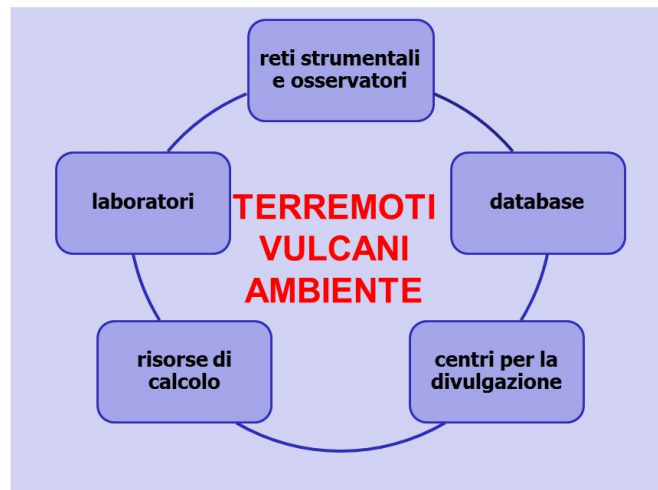 reti strumentali
e osservatori
laboratori
TERREMOTI
VULCANI
AMBIENTE
database
risorse di
calcolo
centri per la
divulgazione